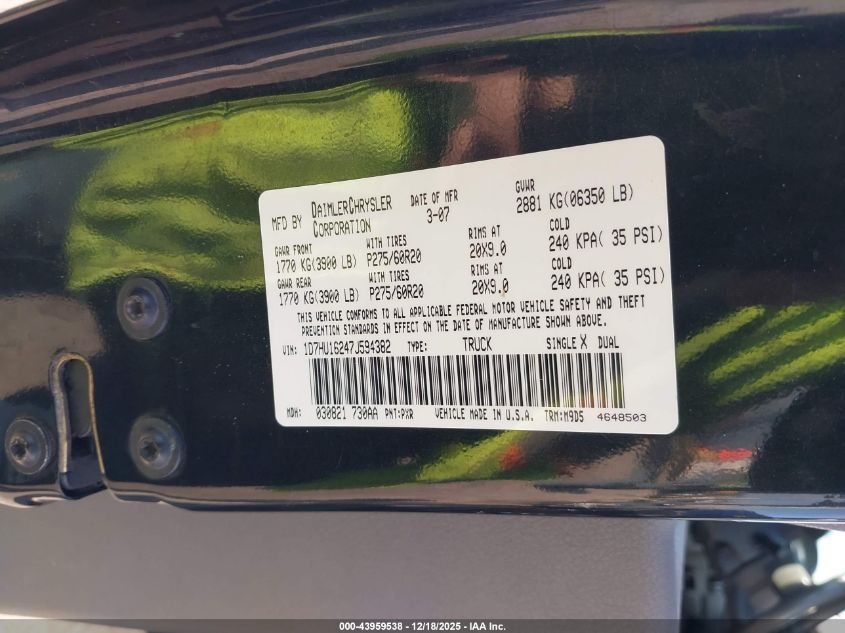 MFD BY DAIMLERCHRYSLER CORPORATION DATE OF MFR 3-07 GVWR 2881 KG(06350 LB)
GAWR FRONT WITH TIRES RIMS AT COLD
1770 KG(3900 LB) P275/60R20 20X9.0 240 KPA( 35 PSI)
GAWR REAR WITH TIRES RIMS AT COLD
1770 KG(3900 LB) P275/60R20 20X9.0 240 KPA( 35 PSI)
THIS VEHICLE CONFORMS TO ALL APPLICABLE FEDERAL MOTOR VEHICLE SAFETY AND THEFT
PREVENTION STANDARDS IN EFFECT ON THE DATE OF MANUFACTURE SHOWN ABOVE.
VIN: 1D7HU16247J594382 TYPE: TRUCK SINGLE X DUAL
MDH: 030821 730AA PNT:PXR VEHICLE MADE IN U.S.A. TRM:M9D5 4648503
000-43959538 - 12/18/2025 - IAA Inc.